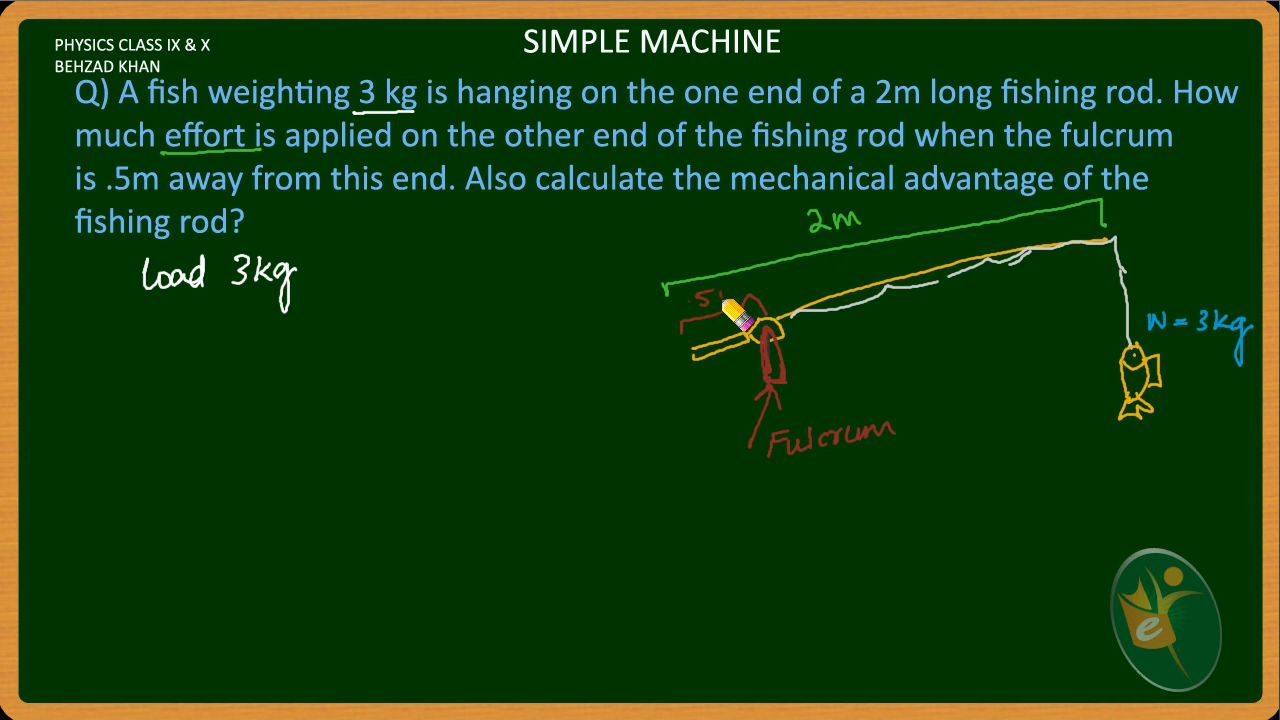 SIMPLE MACHINE
PHYSICS CLASS IX & X
BEHZAD KHAN
Q) A fish weighting 3 kg is hanging on the one end of a 2m long fishing rod. How
much effort is applied on the other end of the fishing rod when the fulcrum
is .5m away from this end. Also calculate the mechanical advantage of the
fishing rod?
2m
Load 3kg
.5
W = 3kg
Fulcrum
e